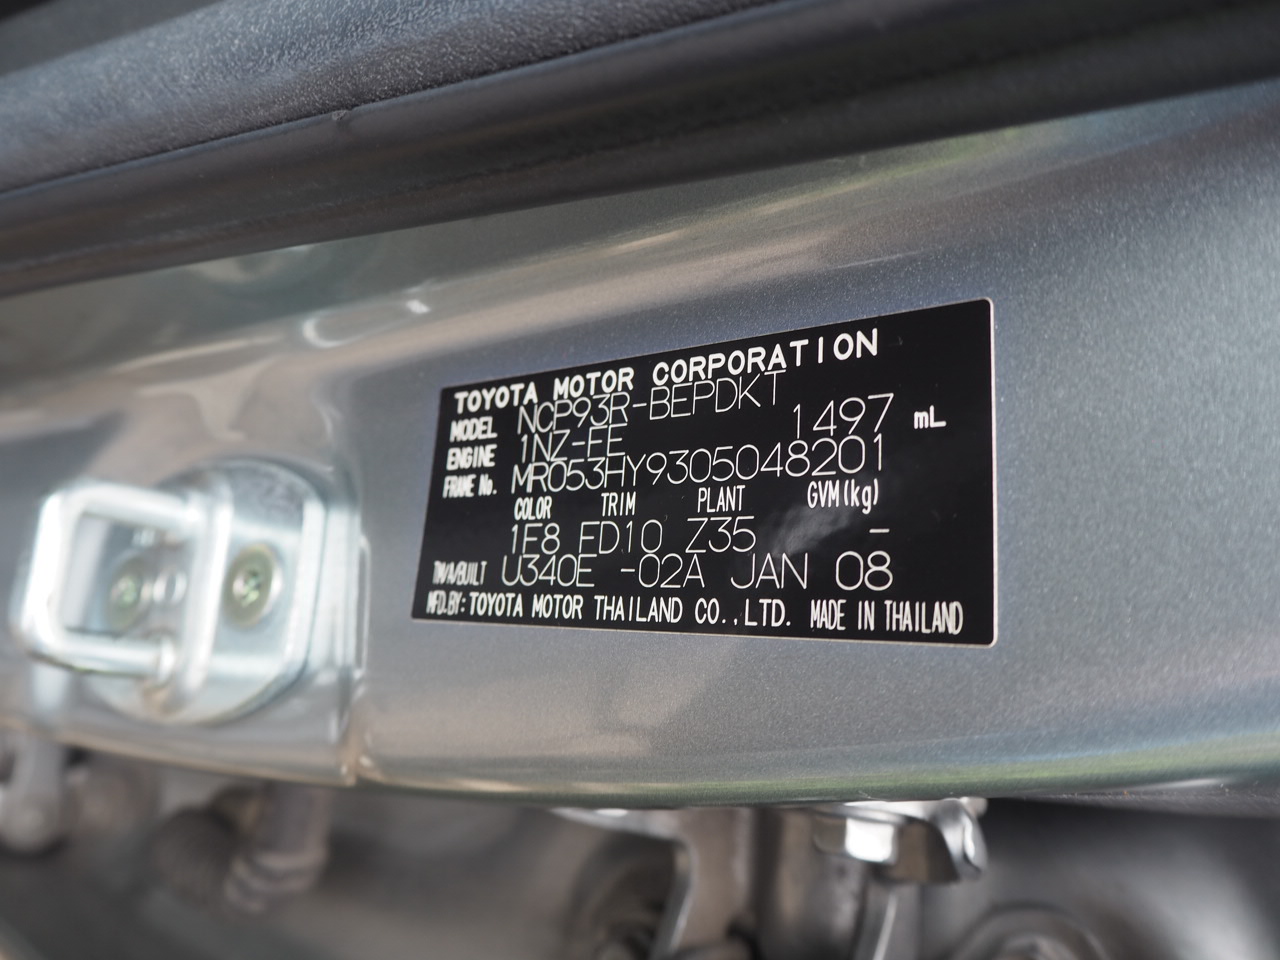 TOYOTA MOTOR CORPORATION
MODEL NCP93R-BEPDKT
ENGINE 1NZ-FE 1497 mL
FRAME No. MR053HY9305048201
COLOR TRIM PLANT GVM(kg)
1F8 FD10 Z35 -
TM/A/BUILT U340E -02A JAN 08
MFD.BY: TOYOTA MOTOR THAILAND CO.,LTD. MADE IN THAILAND